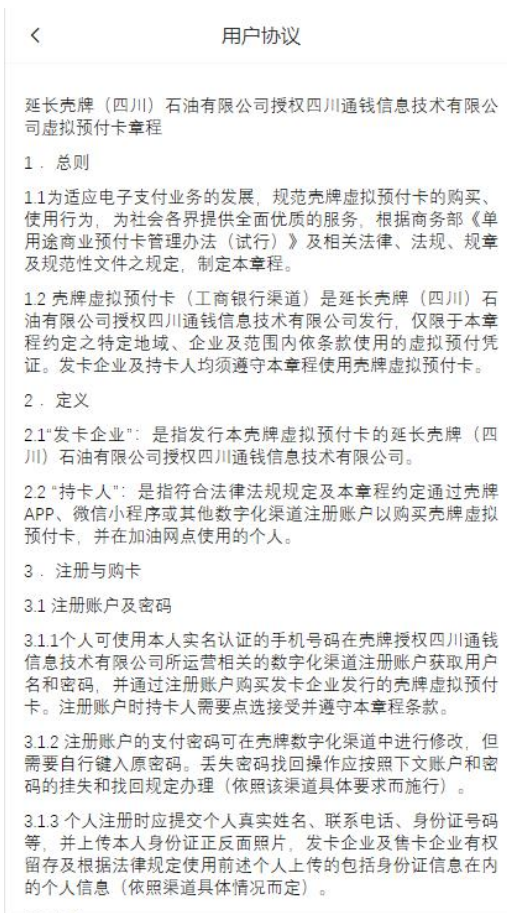 用户协议
延长壳牌（四川）石油有限公司授权四川通钱信息技术有限公
司虚拟预付卡章程
1．总则
1.1为适应电子支付业务的发展，规范壳牌虚拟预付卡的购买、
使用行为，为社会各界提供全面优质的服务，根据商务部《单
用途商业预付卡管理办法（试行）》及相关法律、法规、规章
及规范性文件之规定，制定本章程。
1.2 壳牌虚拟预付卡（工商银行渠道）是延长壳牌（四川）石
油有限公司授权四川通钱信息技术有限公司发行，仅限于本章
程约定之特定地域、企业及范围内依条款使用的虚拟预付凭
证。发卡企业及持卡人均须遵守本章程使用壳牌虚拟预付卡。
2．定义
2.1“发卡企业”：是指发行本壳牌虚拟预付卡的延长壳牌（四
川）石油有限公司授权四川通钱信息技术有限公司。
2.2 “持卡人”：是指符合法律法规规定及本章程约定通过壳牌
APP、微信小程序或其他数字化渠道注册账户以购买壳牌虚拟
预付卡，并在加油网点使用的个人。
3．注册与购卡
3.1 注册账户及密码
3.1.1个人可使用本人实名认证的手机号码在壳牌授权四川通钱
信息技术有限公司所运营相关的数字化渠道注册账户获取用户
名和密码，并通过注册账户购买发卡企业发行的壳牌虚拟预付
卡。注册账户时持卡人需要点选接受并遵守本章程条款。
3.1.2 注册账户的支付密码可在壳牌数字化渠道中进行修改，但
需要自行键入原密码。丢失密码找回操作应按照下文账户和密
码的挂失和找回规定办理（依照该渠道具体要求而施行）。
3.1.3 个人注册时应提交个人真实姓名、联系电话、身份证号码
等，并上传本人身份证正反面照片，发卡企业及售卡企业有权
留存及根据法律规定使用前述个人上传的包括身份证信息在内
的个人信息（依照渠道具体情况而定）。